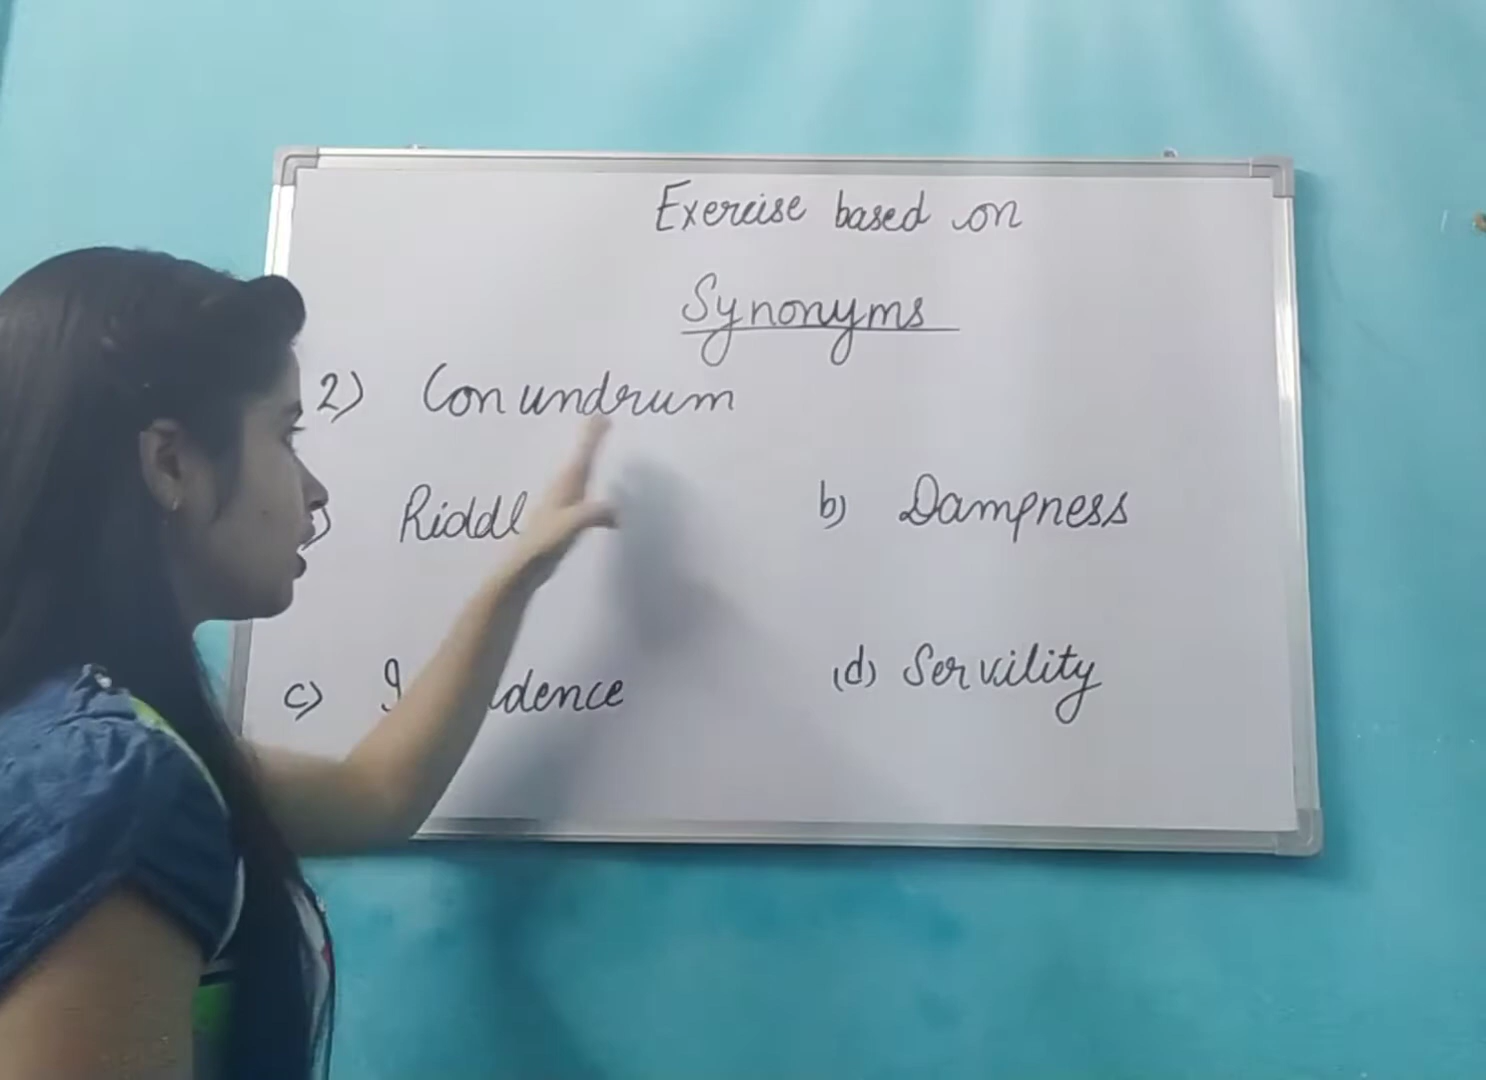 Exercise based on
Synonyms
2) Conundrum
) Riddl b) Dampness
c) dence (d) Servility